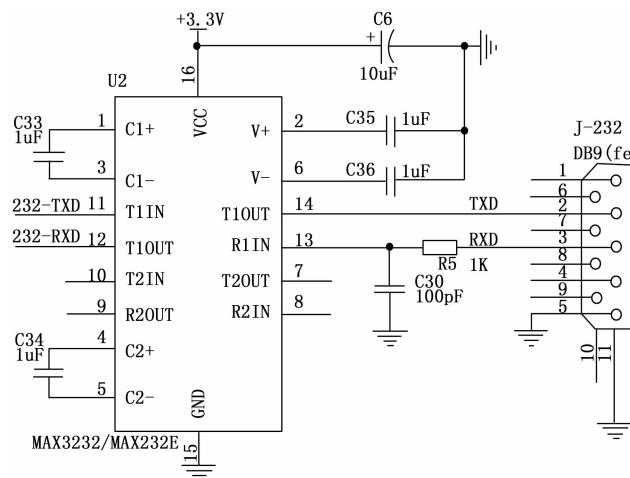 +3.3V
C6
+
10uF
U2
16
VCC
C33
1uF
1
C1+
3
C1-
V+
2
C35
1uF
V-
6
C36
1uF
232-TXD
11
T1IN
T1OUT
14
TXD
232-RXD
12
T1OUT
R1IN
13
R5
1K
RXD
10
T2IN
T2OUT
7
C30
100pF
9
R2OUT
R2IN
8
C34
1uF
4
C2+
5
C2-
GND
15
MAX3232/MAX232E
J-232
DB9(fe
1
6
2
7
3
8
4
9
5
10
11